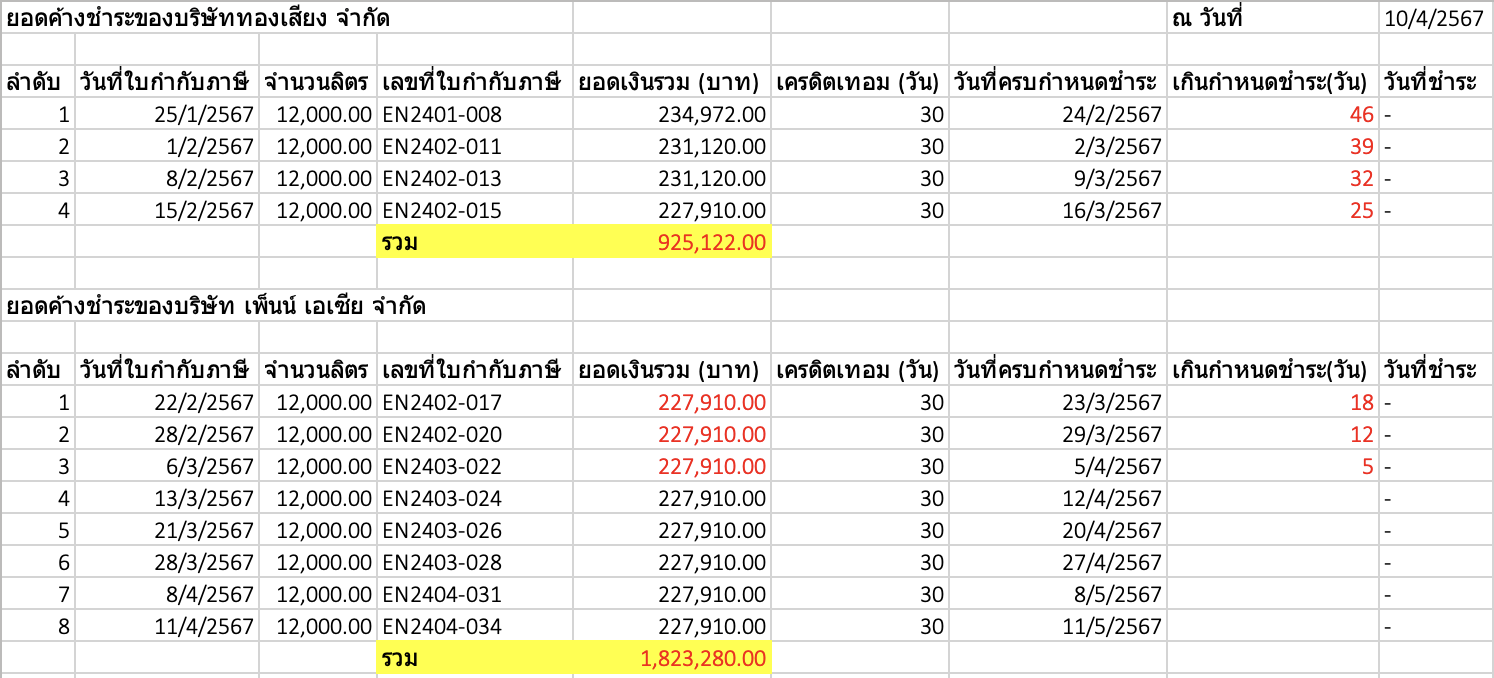 ยอดค้างชำระของบริษัททองเสียง จำกัด ณ วันที่ 10/4/2567
ลำดับ วันที่ใบกำกับภาษี จำนวนลิตร เลขที่ใบกำกับภาษี ยอดเงินรวม (บาท) เครดิตเทอม (วัน) วันที่ครบกำหนดชำระ เกินกำหนดชำระ(วัน) วันที่ชำระ
1 25/1/2567 12,000.00 EN2401-008 234,972.00 30 24/2/2567 46 -
2 1/2/2567 12,000.00 EN2402-011 231,120.00 30 2/3/2567 39 -
3 8/2/2567 12,000.00 EN2402-013 231,120.00 30 9/3/2567 32 -
4 15/2/2567 12,000.00 EN2402-015 227,910.00 30 16/3/2567 25 -
รวม 925,122.00
ยอดค้างชำระของบริษัท เพ็นน์ เอเซีย จำกัด
ลำดับ วันที่ใบกำกับภาษี จำนวนลิตร เลขที่ใบกำกับภาษี ยอดเงินรวม (บาท) เครดิตเทอม (วัน) วันที่ครบกำหนดชำระ เกินกำหนดชำระ(วัน) วันที่ชำระ
1 22/2/2567 12,000.00 EN2402-017 227,910.00 30 23/3/2567 18 -
2 28/2/2567 12,000.00 EN2402-020 227,910.00 30 29/3/2567 12 -
3 6/3/2567 12,000.00 EN2403-022 227,910.00 30 5/4/2567 5 -
4 13/3/2567 12,000.00 EN2403-024 227,910.00 30 12/4/2567 -
5 21/3/2567 12,000.00 EN2403-026 227,910.00 30 20/4/2567 -
6 28/3/2567 12,000.00 EN2403-028 227,910.00 30 27/4/2567 -
7 8/4/2567 12,000.00 EN2404-031 227,910.00 30 8/5/2567 -
8 11/4/2567 12,000.00 EN2404-034 227,910.00 30 11/5/2567 -
รวม 1,823,280.00